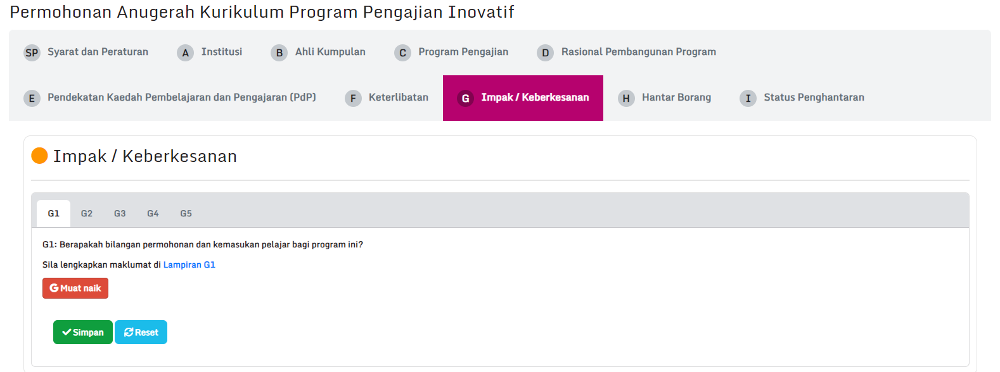 Permohonan Anugerah Kurikulum Program Pengajian Inovatif
SP Syarat dan Peraturan A Institusi B Ahli Kumpulan C Program Pengajian D Rasional Pembangunan Program
E Pendekatan Kaedah Pembelajaran dan Pengajaran (PdP) F Keterlibatan G Impak / Keberkesanan H Hantar Borang I Status Penghantaran
Impak / Keberkesanan
G1 G2 G3 G4 G5
G1: Berapakah bilangan permohonan dan kemasukan pelajar bagi program ini?
Sila lengkapkan maklumat di Lampiran G1
G Muat naik
Simpan Reset